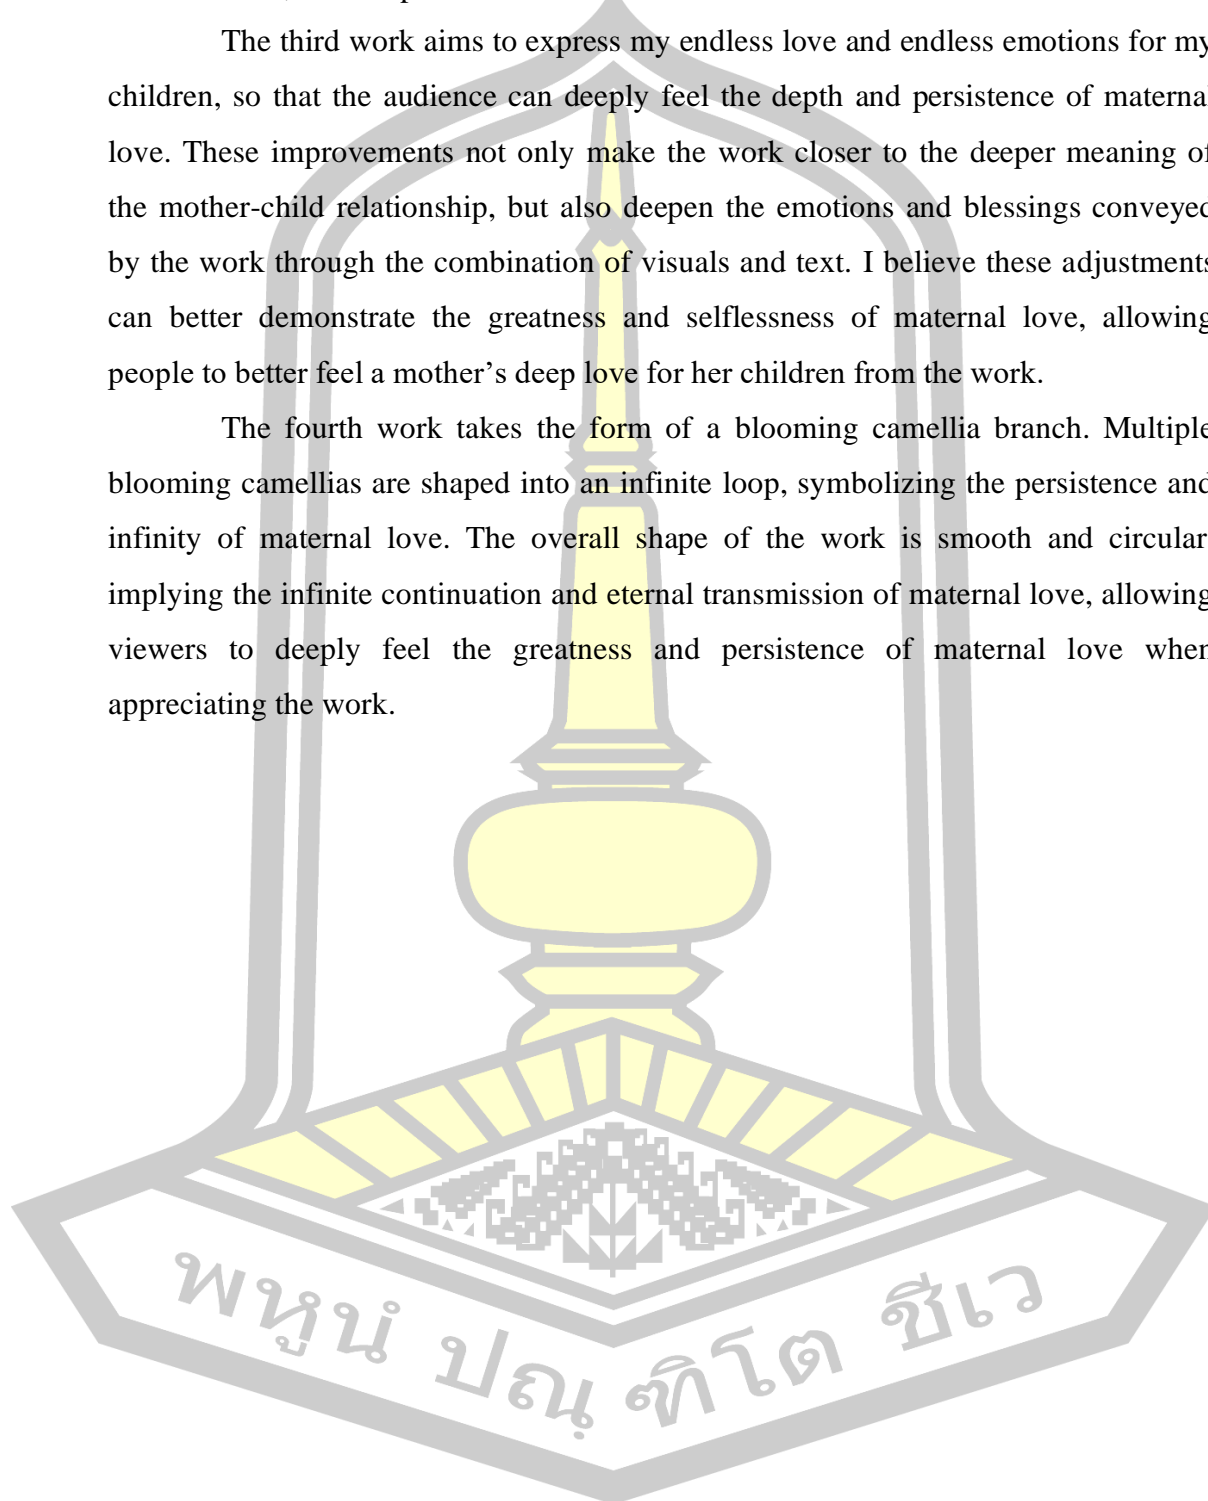 The third work aims to express my endless love and endless emotions for my
children, so that the audience can deeply feel the depth and persistence of maternal
love. These improvements not only make the work closer to the deeper meaning of
the mother-child relationship, but also deepen the emotions and blessings conveyed
by the work through the combination of visuals and text. I believe these adjustments
can better demonstrate the greatness and selflessness of maternal love, allowing
people to better feel a mother’s deep love for her children from the work.
The fourth work takes the form of a blooming camellia branch. Multiple
blooming camellias are shaped into an infinite loop, symbolizing the persistence and
infinity of maternal love. The overall shape of the work is smooth and circular
implying the infinite continuation and eternal transmission of maternal love, allowing
viewers to deeply feel the greatness and persistence of maternal love when
appreciating the work.
พหูนํ ปณฺฑิโต ชีเว